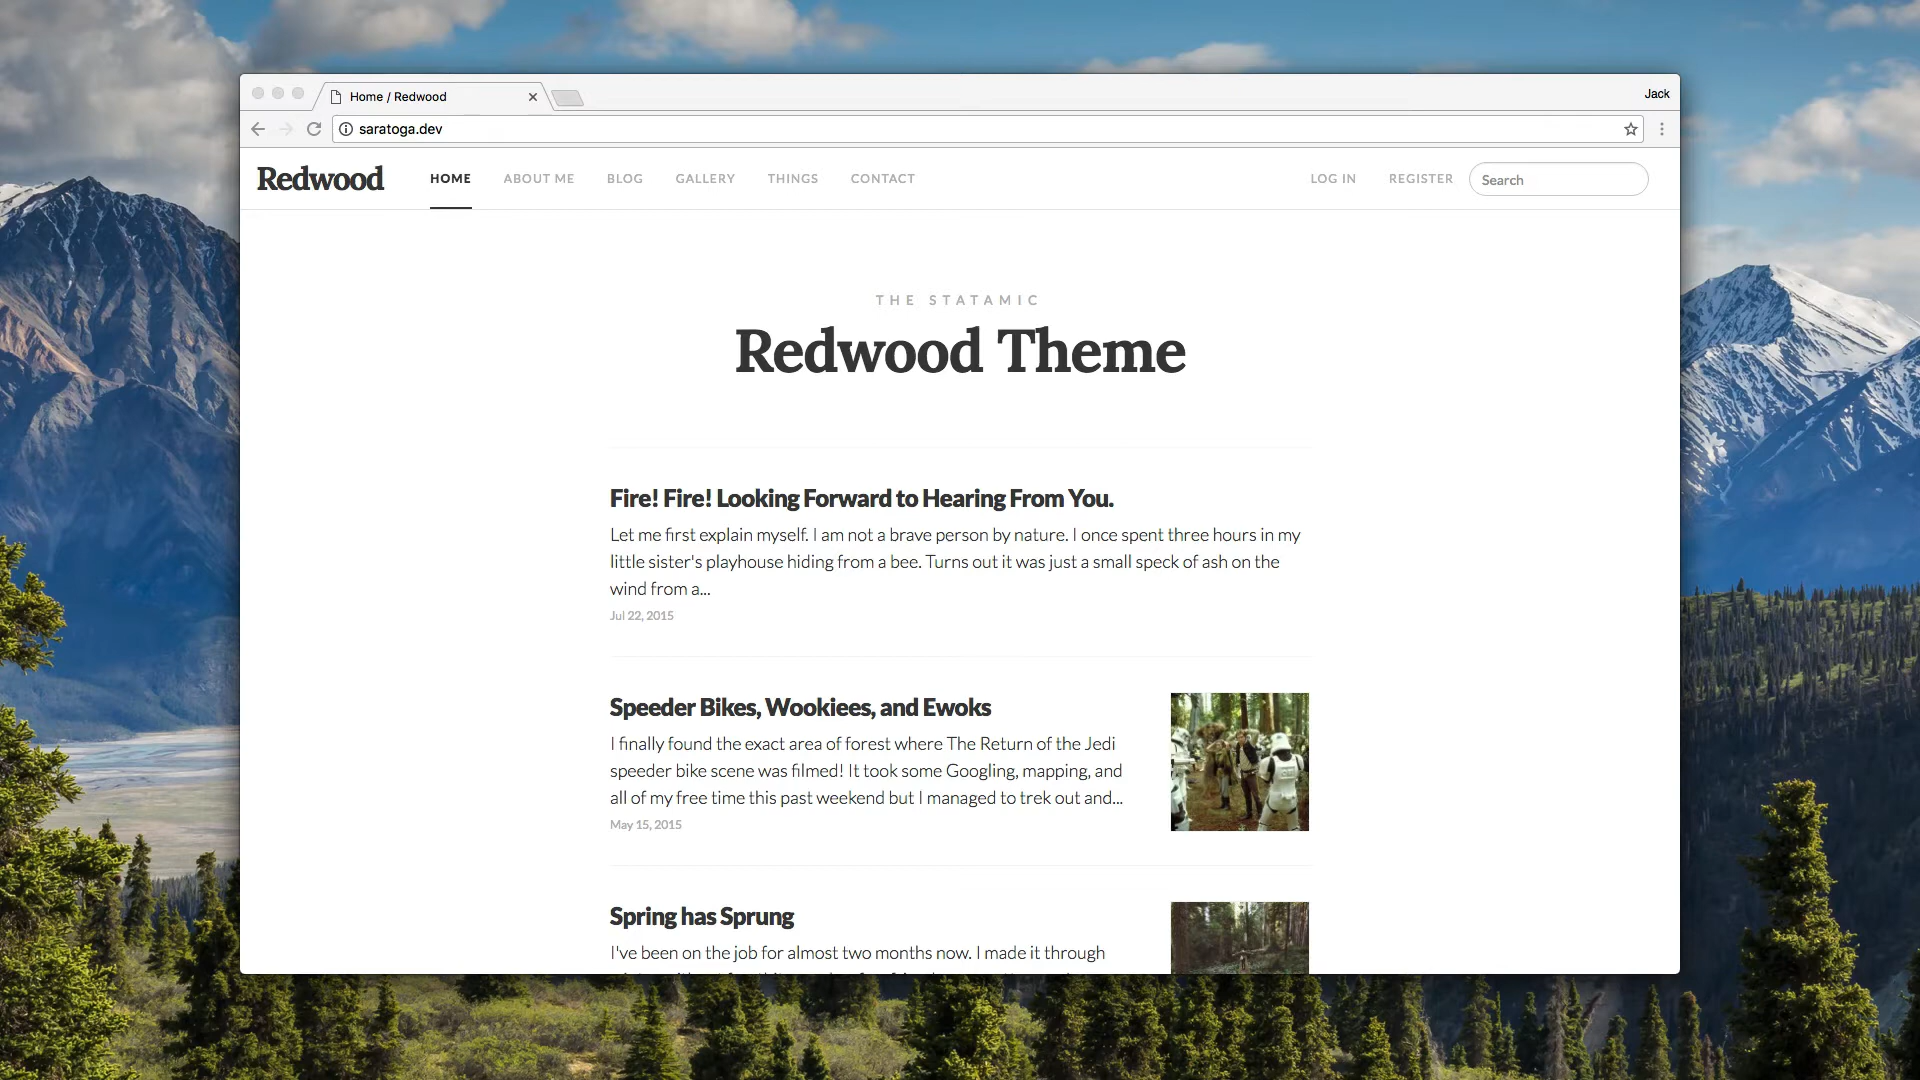 Home / Redwood
Jack
saratoga.dev
Redwood
HOME
ABOUT ME
BLOG
GALLERY
THINGS
CONTACT
LOG IN
REGISTER
Search
THE STATAMIC
Redwood Theme
Fire! Fire! Looking Forward to Hearing From You.
Let me first explain myself. I am not a brave person by nature. I once spent three hours in my
little sister's playhouse hiding from a bee. Turns out it was just a small speck of ash on the
wind from a...
Jul 22, 2015
Speeder Bikes, Wookiees, and Ewoks
I finally found the exact area of forest where The Return of the Jedi
speeder bike scene was filmed! It took some Googling, mapping, and
all of my free time this past weekend but I managed to trek out and...
May 15, 2015
Spring has Sprung
I've been on the job for almost two months now. I made it through